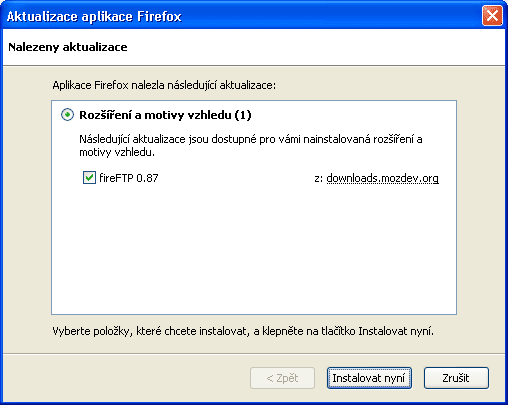 Aktualizace aplikace Firefox
Nalezeny aktualizace
Aplikace Firefox nalezla následující aktualizace:
Rozšíření a motivy vzhledu (1)
Následující aktualizace jsou dostupné pro vámi nainstalovaná rozšíření a
motivy vzhledu.
fireFTP 0.87 z: downloads.mozdev.org
Vyberte položky, které chcete instalovat, a klepněte na tlačítko Instalovat nyní.
< Zpět Instalovat nyní Zrušit